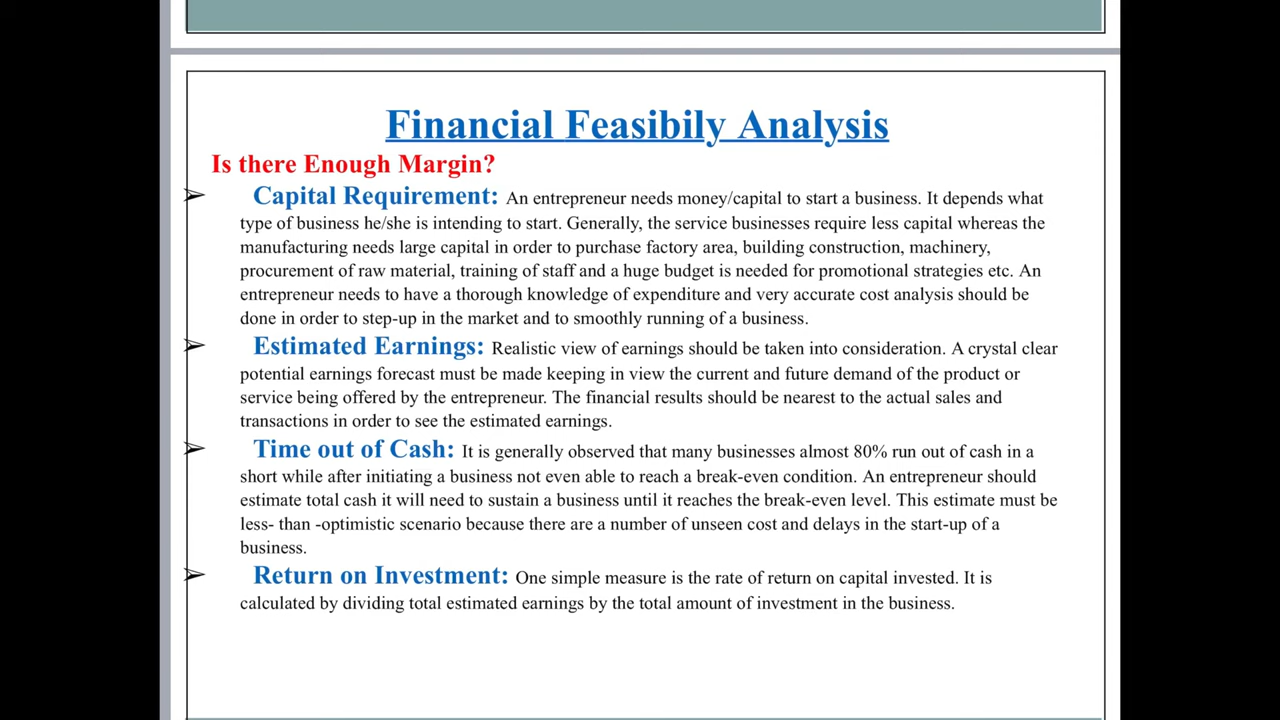 Financial Feasibily Analysis
Is there Enough Margin?
Capital Requirement: An entrepreneur needs money/capital to start a business. It depends what
type of business he/she is intending to start. Generally, the service businesses require less capital whereas the
manufacturing needs large capital in order to purchase factory area, building construction, machinery,
procurement of raw material, training of staff and a huge budget is needed for promotional strategies etc. An
entrepreneur needs to have a thorough knowledge of expenditure and very accurate cost analysis should be
done in order to step-up in the market and to smoothly running of a business.
Estimated Earnings: Realistic view of earnings should be taken into consideration. A crystal clear
potential earnings forecast must be made keeping in view the current and future demand of the product or
service being offered by the entrepreneur. The financial results should be nearest to the actual sales and
transactions in order to see the estimated earnings.
Time out of Cash: It is generally observed that many businesses almost 80% run out of cash in a
short while after initiating a business not even able to reach a break-even condition. An entrepreneur should
estimate total cash it will need to sustain a business until it reaches the break-even level. This estimate must be
less- than -optimistic scenario because there are a number of unseen cost and delays in the start-up of a
business.
Return on Investment: One simple measure is the rate of return on capital invested. It is
calculated by dividing total estimated earnings by the total amount of investment in the business.